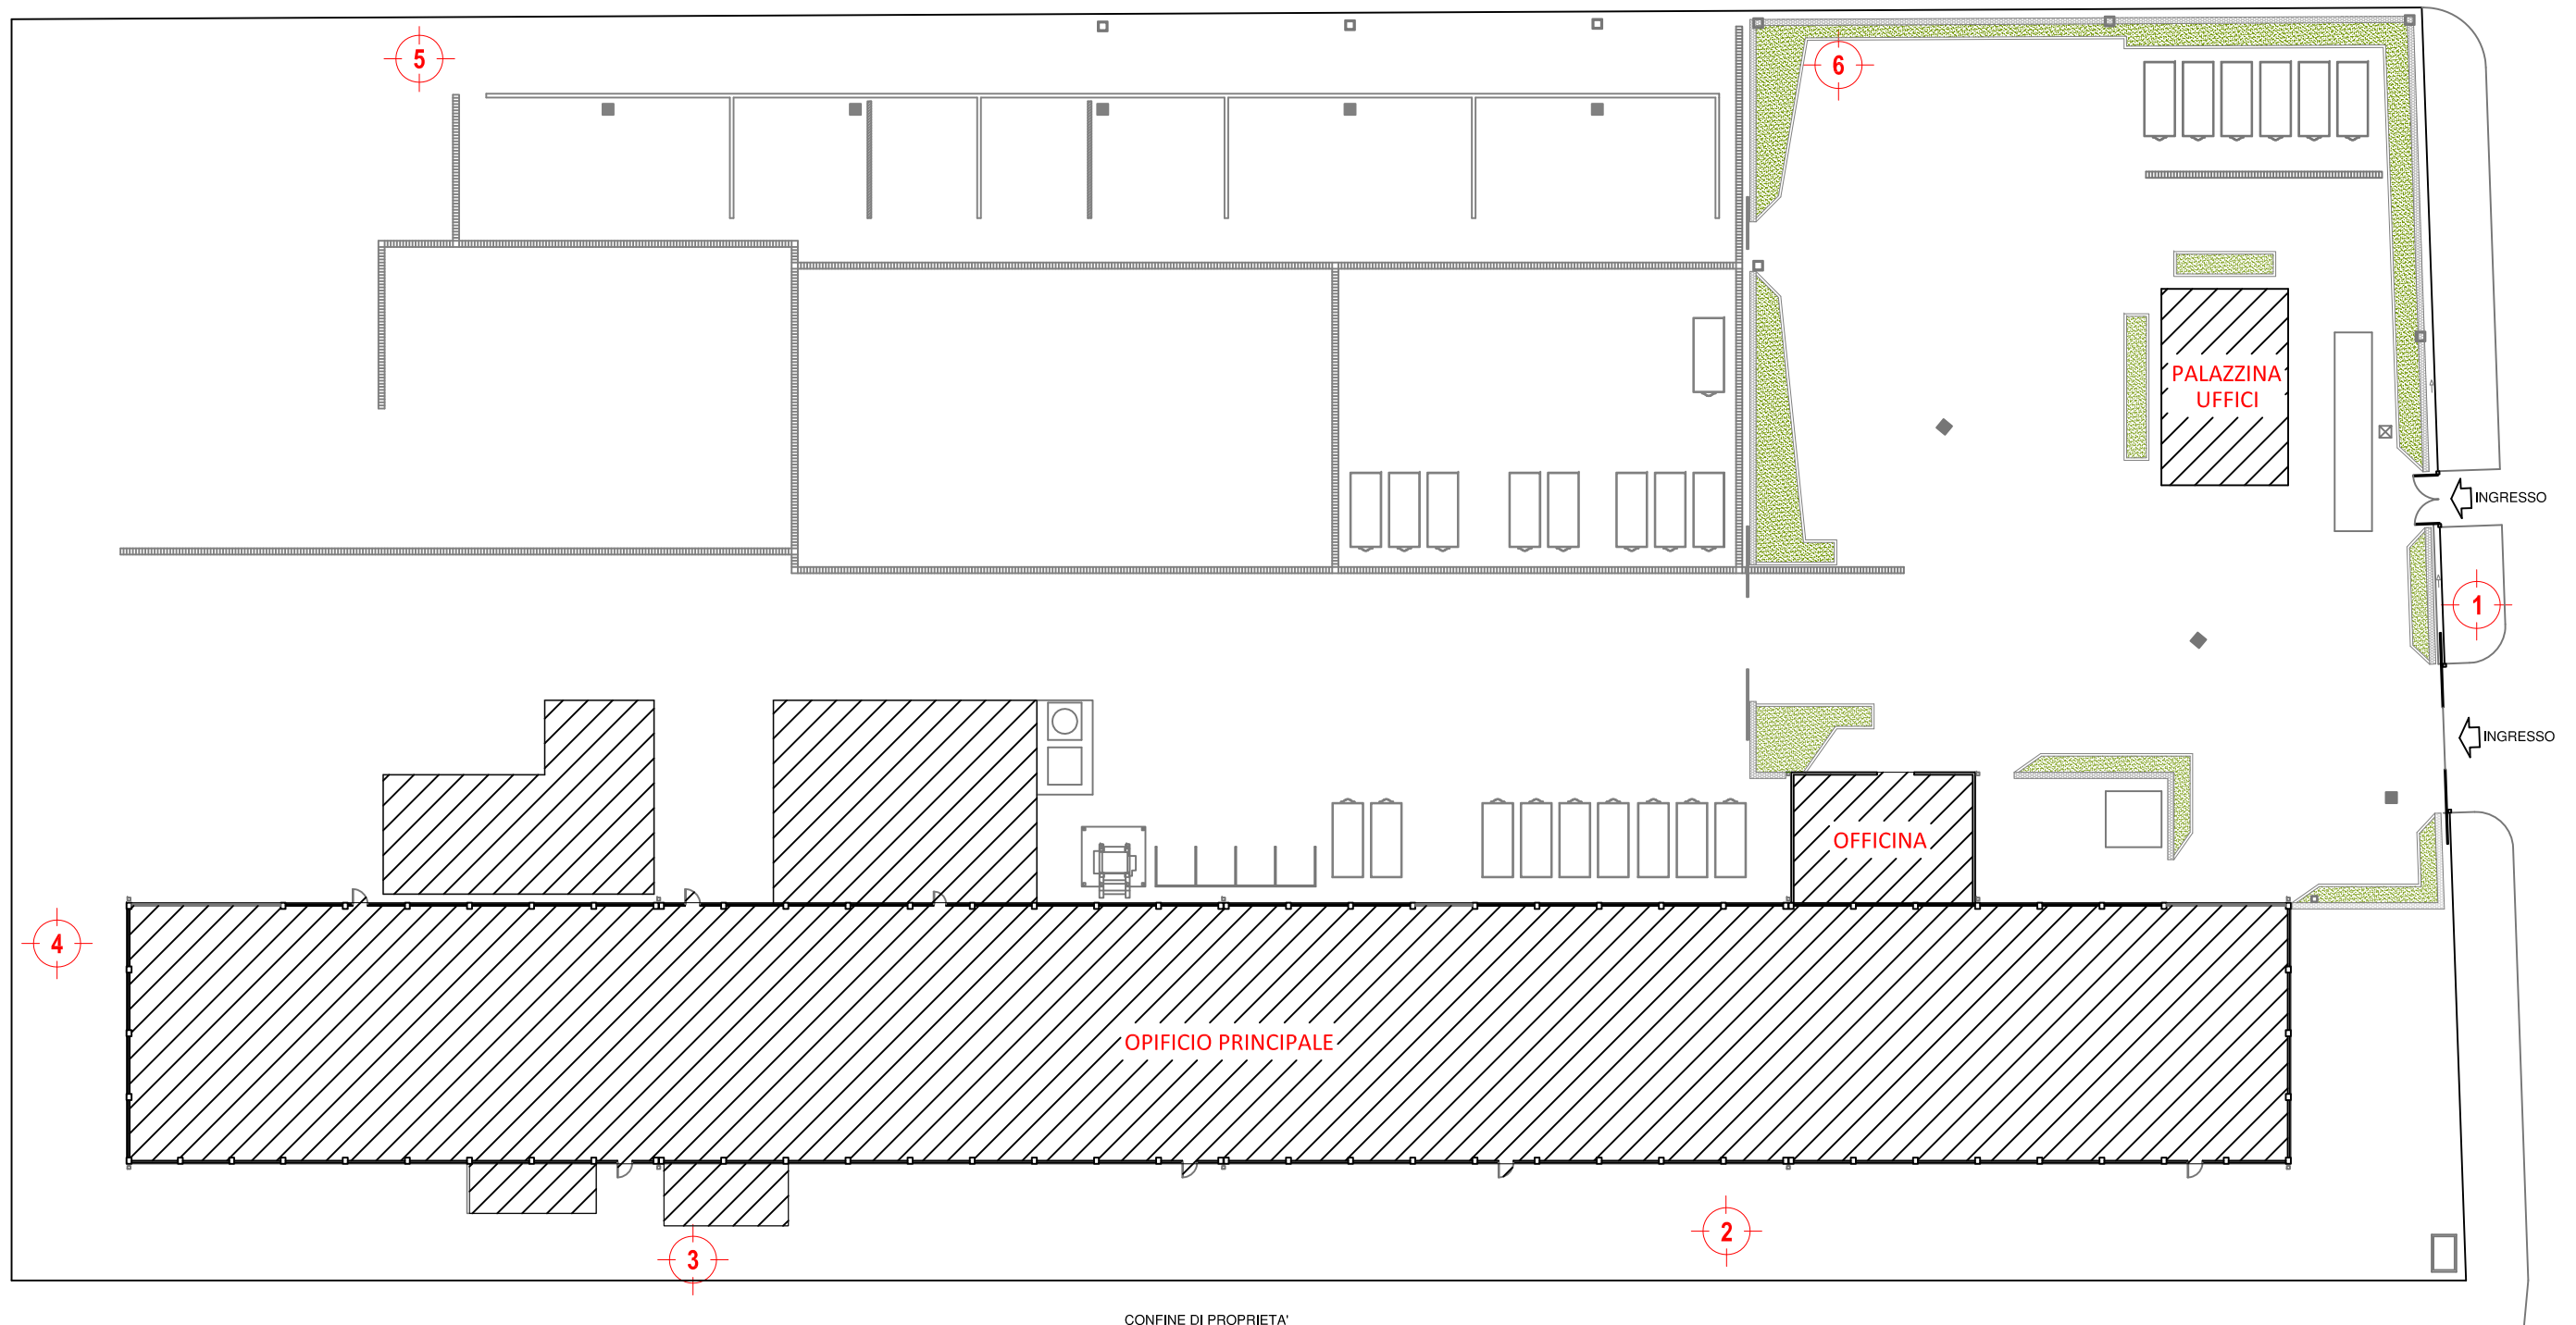 5
6
PALAZZINA
UFFICI
INGRESSO
1
INGRESSO
OFFICINA
4
OPIFICIO PRINCIPALE
2
3
CONFINE DI PROPRIETA'